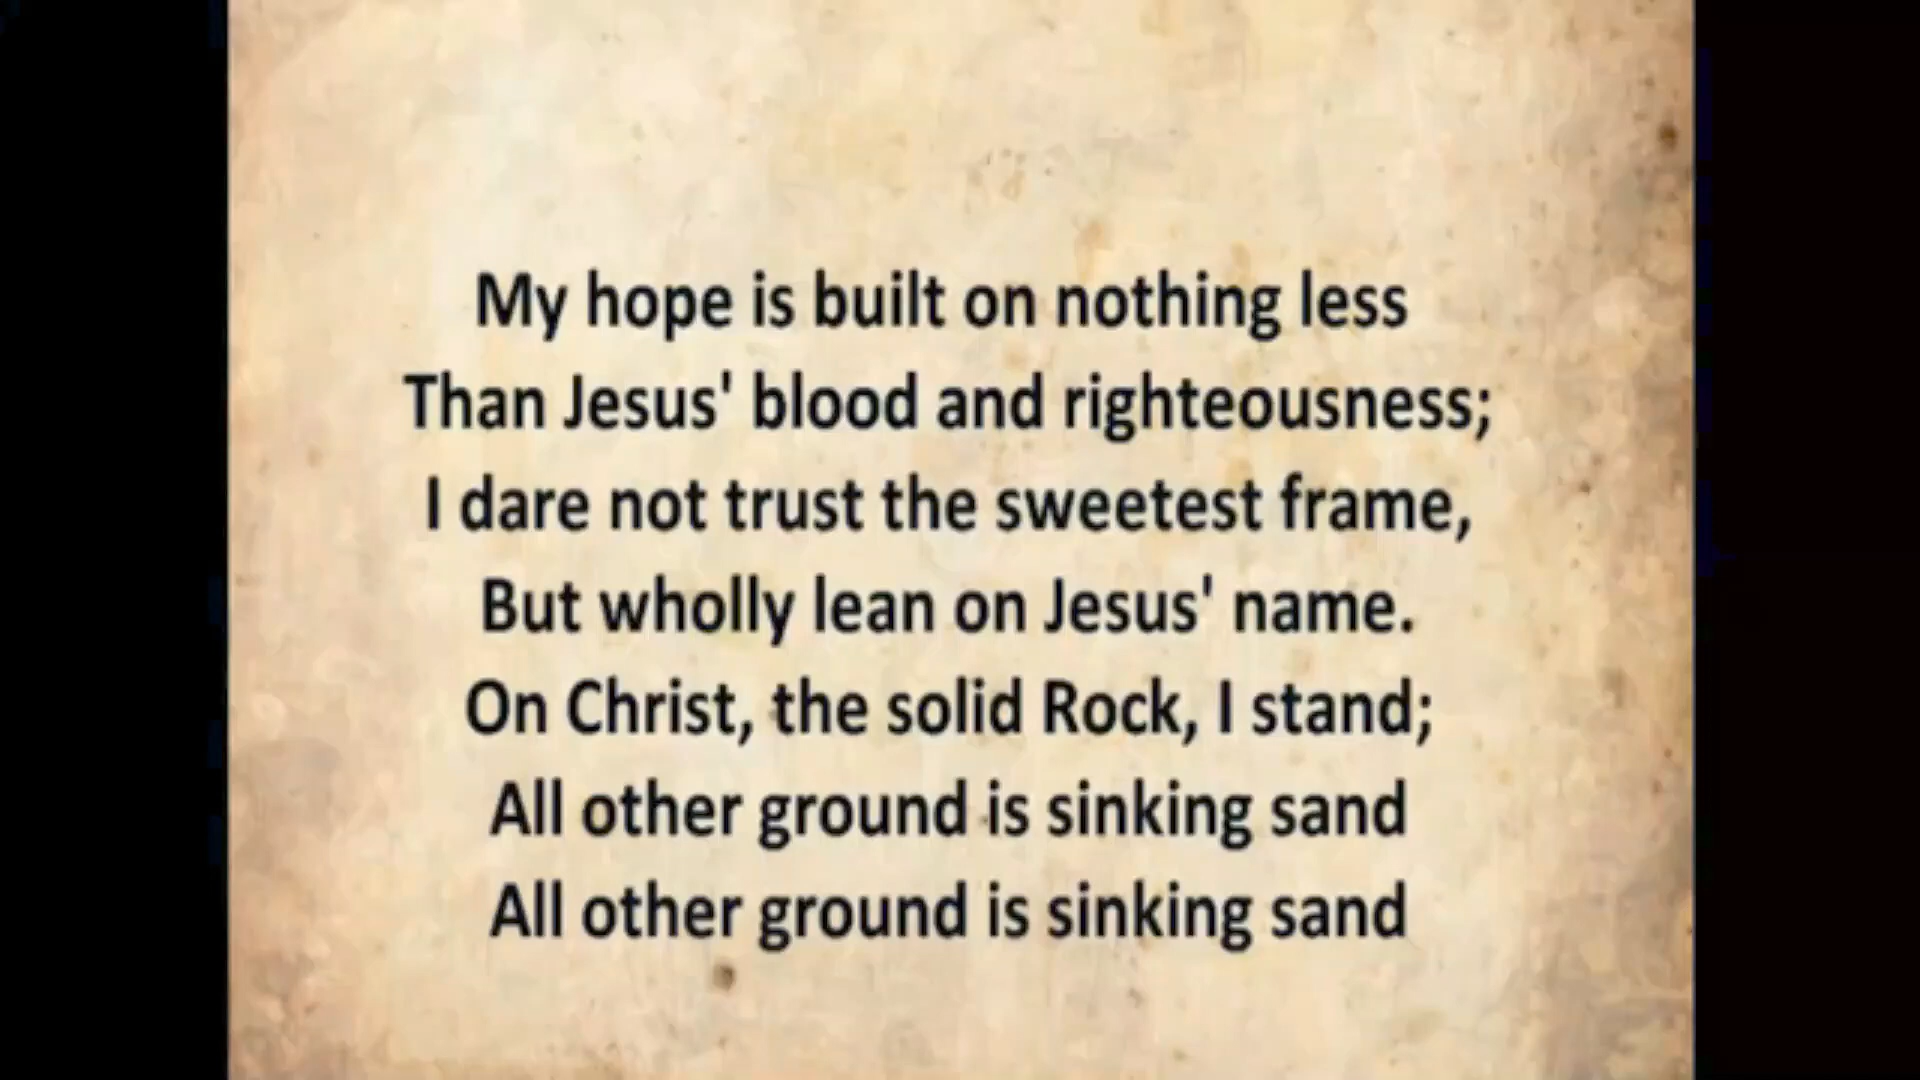 My hope is built on nothing less
Than Jesus' blood and righteousness;
I dare not trust the sweetest frame,
But wholly lean on Jesus' name.
On Christ, the solid Rock, I stand;
All other ground is sinking sand
All other ground is sinking sand